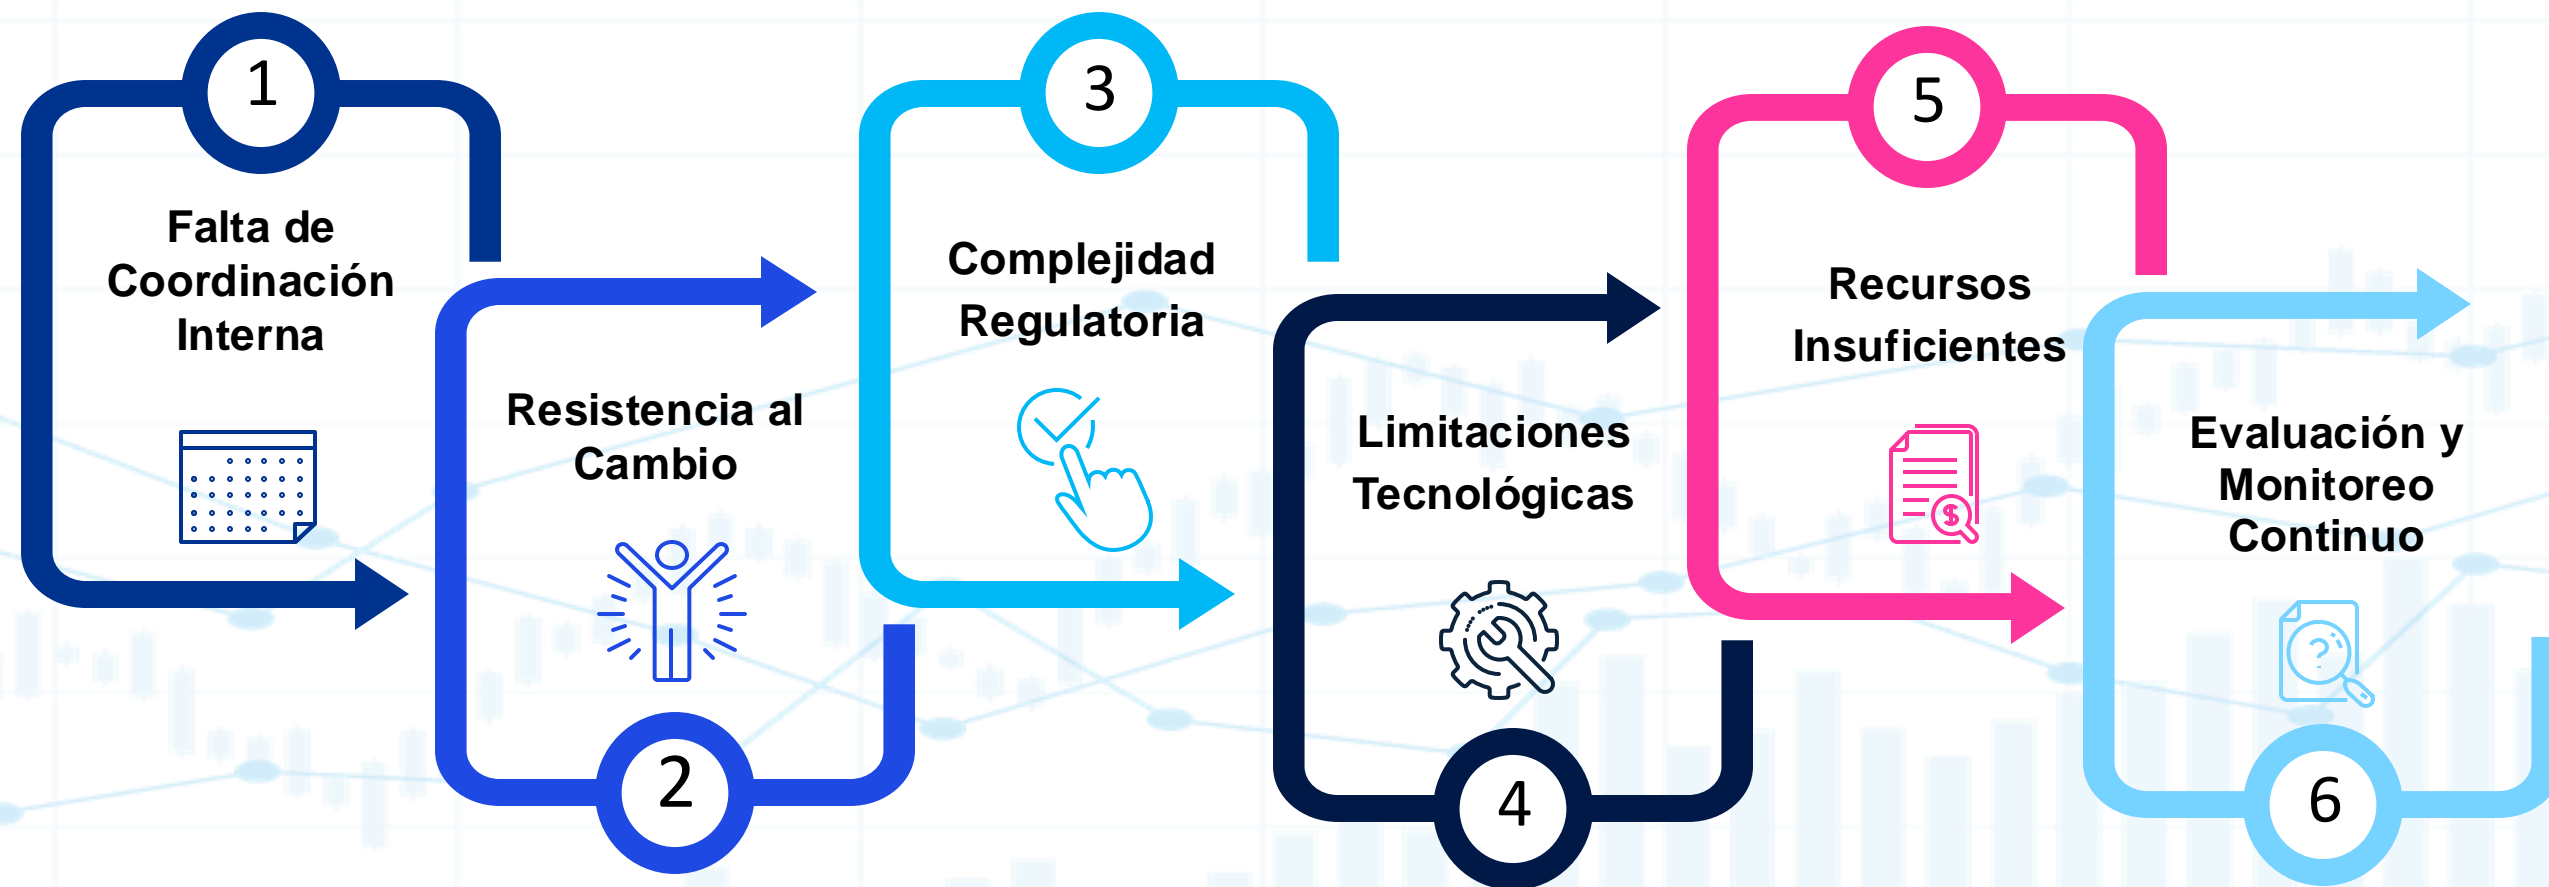 1
Falta de
Coordinación
Interna
2
Resistencia al
Cambio
3
Complejidad
Regulatoria
4
Limitaciones
Tecnológicas
5
Recursos
Insuficientes
$
6
Evaluación y
Monitoreo
Continuo
?